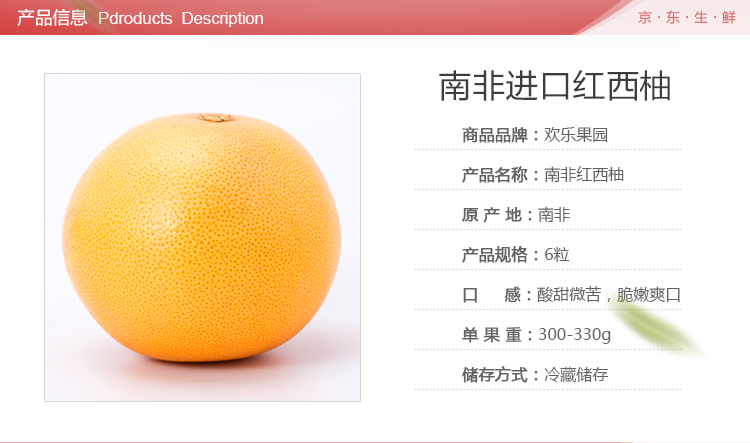 产品信息 Pdroducts Description
京·东·生·鲜
南非进口红西柚
商品品牌：欢乐果园
产品名称：南非红西柚
原 产 地：南非
产品规格：6粒
口 感：酸甜微苦，脆嫩爽口
单 果 重：300-330g
储存方式：冷藏储存